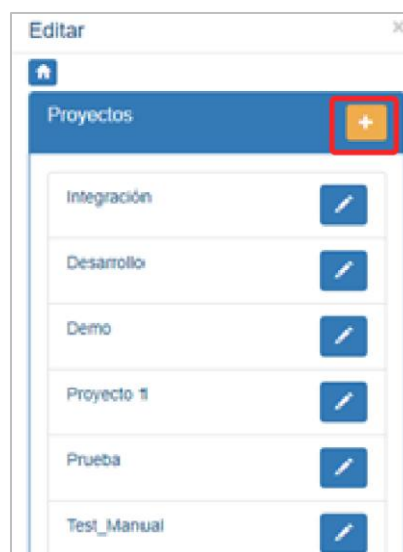 Editar
Proyectos
Integración
Desarrollo
Demo
Proyecto 1
Prueba
Test_Manual